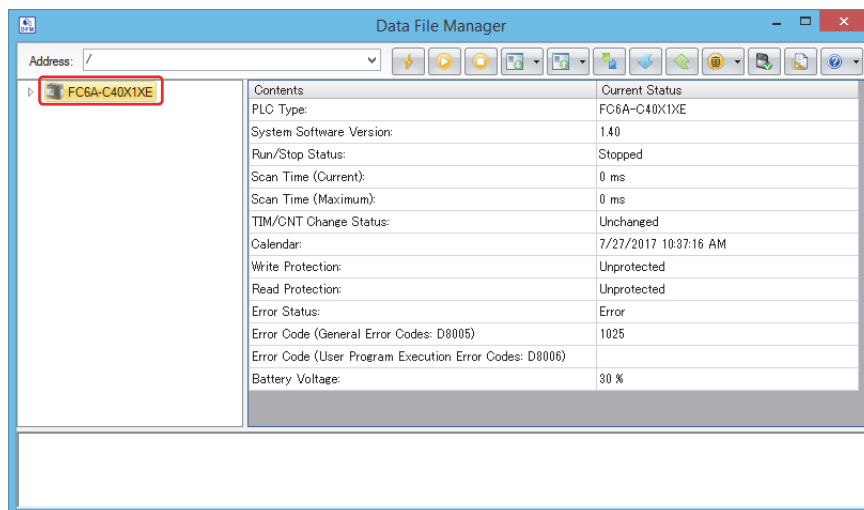 DFM
Data File Manager
Address: /
FC6A-C40X1XE
Contents Current Status
PLC Type: FC6A-C40X1XE
System Software Version: 1.40
Run/Stop Status: Stopped
Scan Time (Current): 0 ms
Scan Time (Maximum): 0 ms
TIM/CNT Change Status: Unchanged
Calendar: 7/27/2017 10:37:16 AM
Write Protection: Unprotected
Read Protection: Unprotected
Error Status: Error
Error Code (General Error Codes: D8005) 1025
Error Code (User Program Execution Error Codes: D8006)
Battery Voltage: 30 %